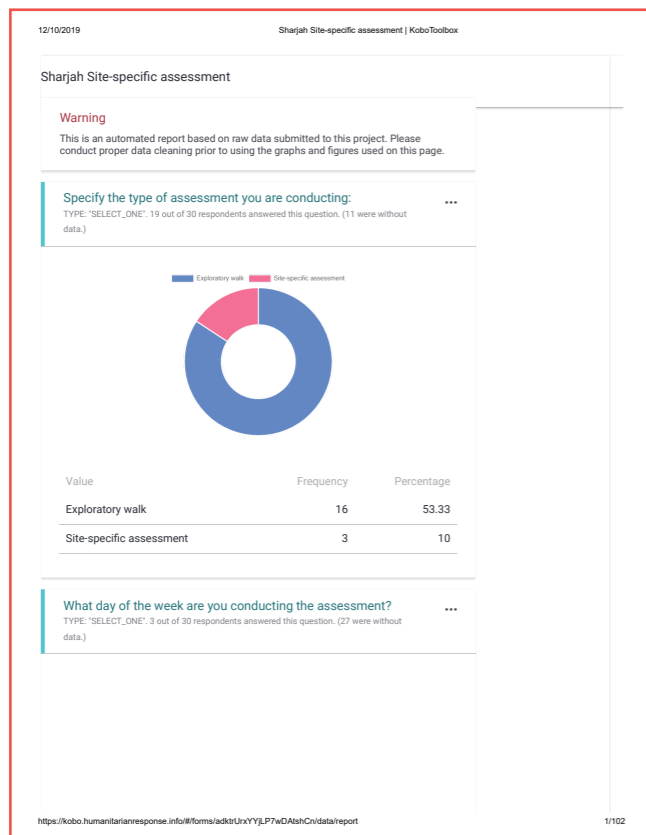 12/10/2019
Sharjah Site-specific assessment | KoboToolbox
Sharjah Site-specific assessment
Warning
This is an automated report based on raw data submitted to this project. Please
conduct proper data cleaning prior to using the graphs and figures used on this page.
Specify the type of assessment you are conducting:
TYPE: "SELECT_ONE". 19 out of 30 respondents answered this question. (11 were without
data.)
Exploratory walk Site-specific assessment
Value Frequency Percentage
Exploratory walk 16 53.33
Site-specific assessment 3 10
What day of the week are you conducting the assessment?
TYPE: "SELECT_ONE". 3 out of 30 respondents answered this question. (27 were without
data.)
https://kobo.humanitarianresponse.info/#/forms/adktrUrxYYjLP7wDAtshCn/data/report
1/102